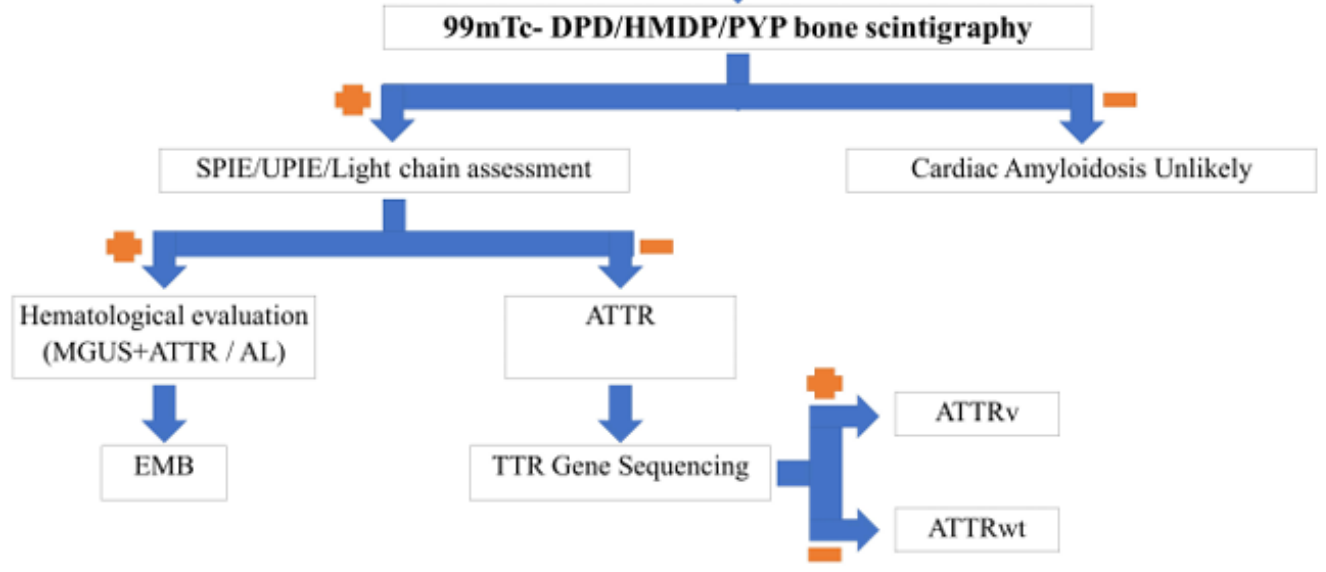 99mTc- DPD/HMDP/PYP bone scintigraphy
SPIE/UPIE/Light chain assessment
Cardiac Amyloidosis Unlikely
Hematological evaluation
(MGUS+ATTR / AL)
ATTR
EMB
TTR Gene Sequencing
ATTRv
ATTRwt